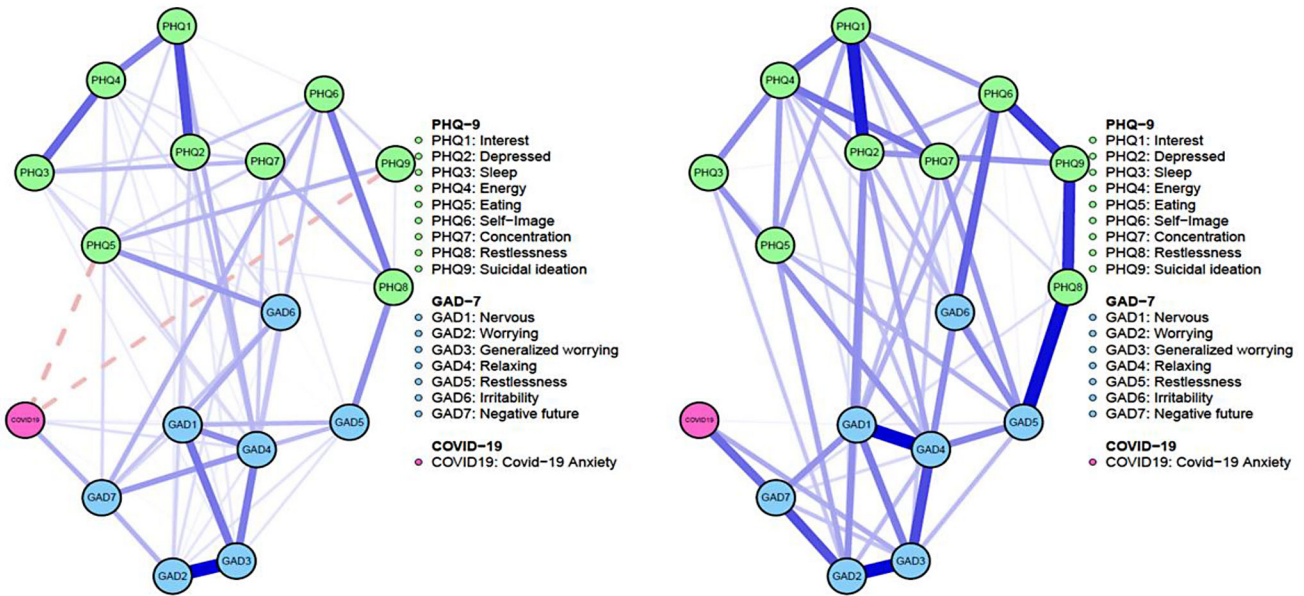 PHQ1
PHQ4
PHQ6
PHQ2
PHQ7
PHQ9
PHQ3
PHQ5
PHQ8
GAD6
COVID19
GAD1
GAD5
GAD4
GAD7
GAD3
GAD2
PHQ−9
PHQ1: Interest
PHQ2: Depressed
PHQ3: Sleep
PHQ4: Energy
PHQ5: Eating
PHQ6: Self−Image
PHQ7: Concentration
PHQ8: Restlessness
PHQ9: Suicidal ideation
GAD−7
GAD1: Nervous
GAD2: Worrying
GAD3: Generalized worrying
GAD4: Relaxing
GAD5: Restlessness
GAD6: Irritability
GAD7: Negative future
COVID−19
COVID19: Covid−19 Anxiety
PHQ1
PHQ4
PHQ6
PHQ2
PHQ7
PHQ9
PHQ3
PHQ5
PHQ8
GAD6
COVID19
GAD1
GAD5
GAD4
GAD7
GAD3
GAD2
PHQ−9
PHQ1: Interest
PHQ2: Depressed
PHQ3: Sleep
PHQ4: Energy
PHQ5: Eating
PHQ6: Self−Image
PHQ7: Concentration
PHQ8: Restlessness
PHQ9: Suicidal ideation
GAD−7
GAD1: Nervous
GAD2: Worrying
GAD3: Generalized worrying
GAD4: Relaxing
GAD5: Restlessness
GAD6: Irritability
GAD7: Negative future
COVID−19
COVID19: Covid−19 Anxiety